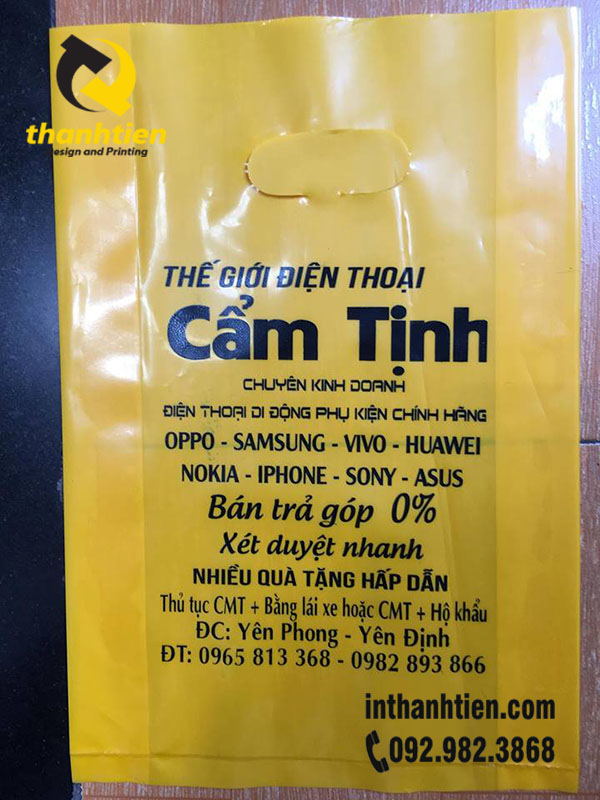 thanhtien
Design and Printing
THẾ GIỚI ĐIỆN THOẠI
Cẩm Tịnh
CHUYÊN KINH DOANH
ĐIỆN THOẠI DI ĐỘNG PHỤ KIỆN CHÍNH HÃNG
OPPO - SAMSUNG - VIVO - HUAWEI
NOKIA - IPHONE - SONY - ASUS
Bán trả góp 0%
Xét duyệt nhanh
NHIỀU QUÀ TẶNG HẤP DẪN
Thủ tục CMT + Bằng lái xe hoặc CMT + Hộ khẩu
ĐC: Yên Phong - Yên Định
ĐT: 0965 813 368 - 0982 893 866
inthanhtien.com
092.982.3868